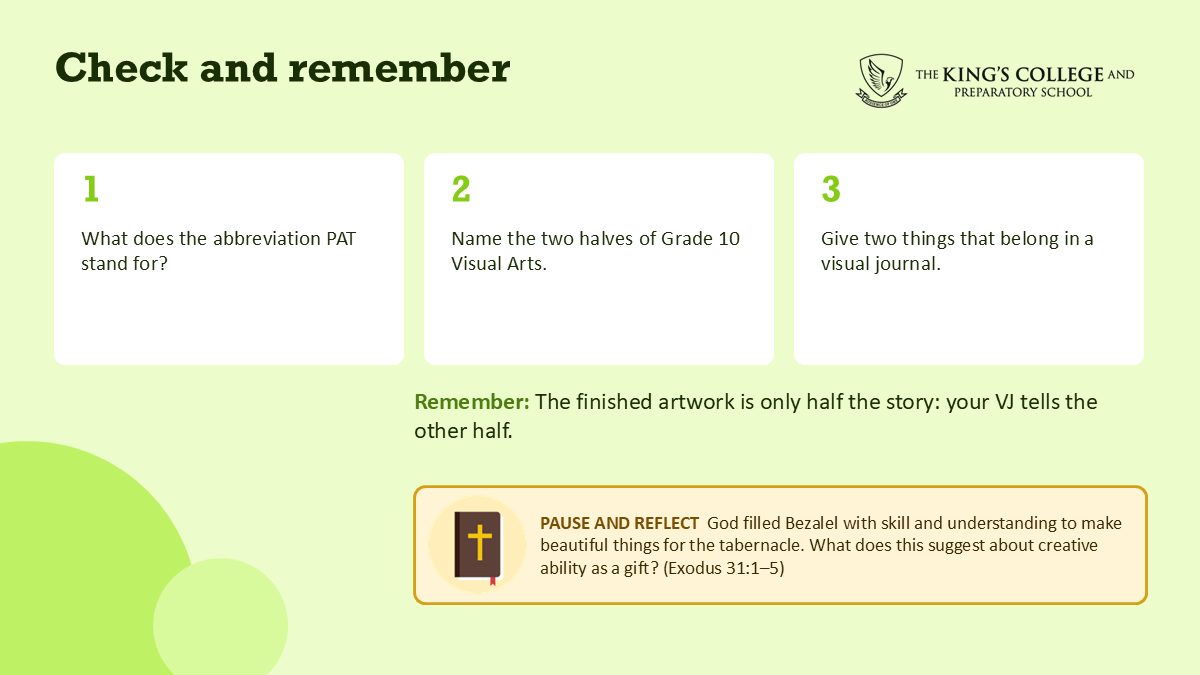 Check and remember
THE KING'S COLLEGE AND
PREPARATORY SCHOOL
1
What does the abbreviation PAT
stand for?
2
Name the two halves of Grade 10
Visual Arts.
3
Give two things that belong in a
visual journal.
Remember: The finished artwork is only half the story: your VJ tells the
other half.
PAUSE AND REFLECT God filled Bezalel with skill and understanding to make
beautiful things for the tabernacle. What does this suggest about creative
ability as a gift? (Exodus 31:1–5)